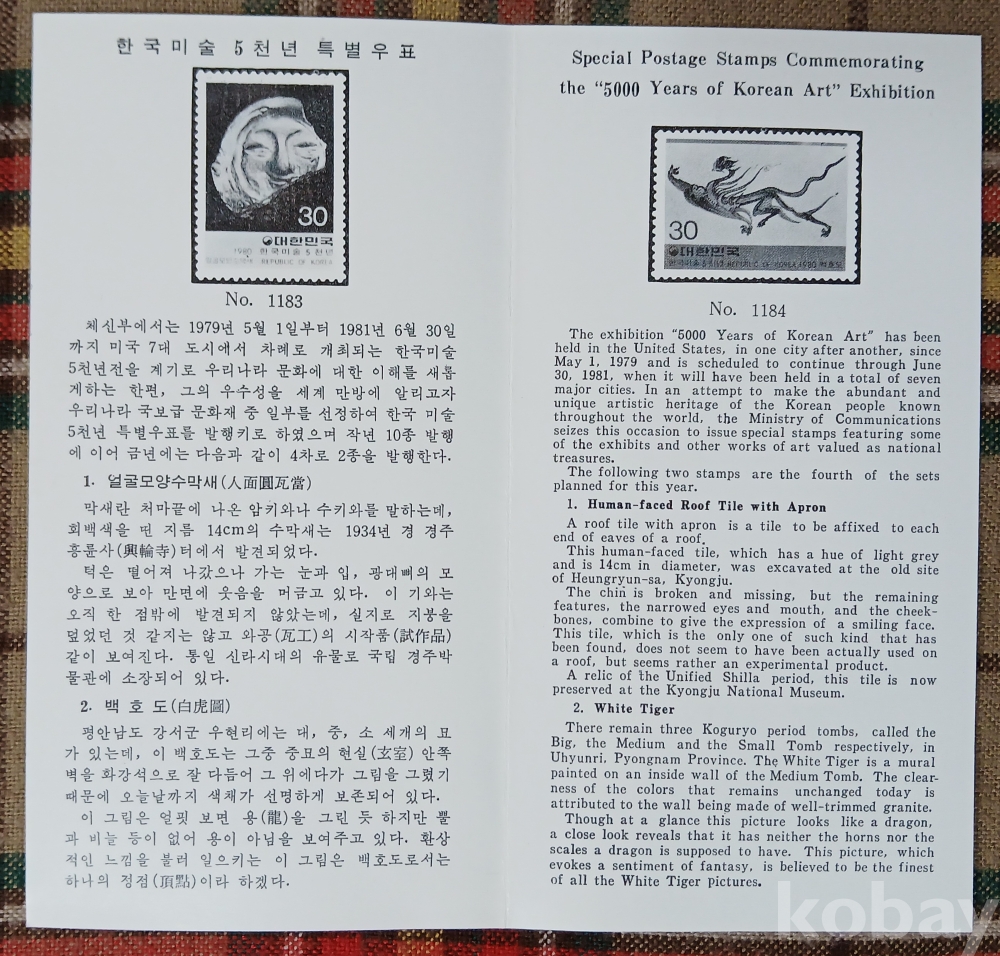 한국미술 5천년 특별우표
30
대한민국
1980 한국미술5천년
REPUBLIC OF KOREA
No. 1183
체신부에서는 1979년 5월 1일부터 1981년 6월 30일
까지 미국 7대 도시에서 차례로 개최되는 한국미술
5천년전을 계기로 우리나라 문화에 대한 이해를 새롭
게하는 한편, 그의 우수성을 세계 만방에 알리고자
우리나라 국보급 문화재 중 일부를 선정하여 한국 미술
5천년 특별우표를 발행키로 하였으며 작년 10종 발행
에 이어 금년에는 다음과 같이 4차로 2종을 발행한다.
1. 얼굴모양수막새(人面圓瓦當)
막새란 처마끝에 나온 암키와나 수키와를 말하는데,
회백색을 띤 지름 14cm의 수막새는 1934년 경 경주
흥륜사(興輪寺)터에서 발견되었다.
턱은 떨어져 나갔으나 가는 눈과 입, 광대뼈의 모
양으로 보아 만면에 웃음을 머금고 있다. 이 기와는
오직 한 점밖에 발견되지 않았는데, 실지로 지붕을
덮었던 것 같지는 않고 와공(瓦工)의 시작품(試作品)
같이 보여진다. 통일 신라시대의 유물로 국립 경주박
물관에 소장되어 있다.
2. 백호도(白虎圖)
평안남도 강서군 우현리에는 대, 중, 소 세개의 묘
가 있는데, 이 백호도는 그중 중묘의 현실(玄室) 안쪽
벽을 화강석으로 잘 다듬어 그 위에다가 그림을 그렸기
때문에 오늘날까지 색채가 선명하게 보존되어 있다.
이 그림은 얼핏 보면 용(龍)을 그린 듯 하지만 뿔
과 비늘 등이 없어 용이 아님을 보여주고 있다. 환상
적인 느낌을 불러 일으키는 이 그림은 백호도로서는
하나의 정점(頂點)이라 하겠다.
Special Postage Stamps Commemorating
the “5000 Years of Korean Art” Exhibition
30
대한민국
한국미술5천년 REPUBLIC OF KOREA 1980 백호도
No. 1184
The exhibition “5000 Years of Korean Art” has been
held in the United States, in one city after another, since
May 1, 1979 and is scheduled to continue through June
30, 1981, when it will have been held in a total of seven
major cities. In an attempt to make the abundant and
unique artistic heritage of the Korean people known
throughout the world, the Ministry of Communications
seizes this occasion to issue special stamps featuring some
of the exhibits and other works of art valued as national
treasures.
The following two stamps are the fourth of the sets
planned for this year.
1. Human-faced Roof Tile with Apron
A roof tile with apron is a tile to be affixed to each
end of eaves of a roof.
This human-faced tile, which has a hue of light grey
and is 14cm in diameter, was excavated at the old site
of Heungryun-sa, Kyongju.
The chin is broken and missing, but the remaining
features, the narrowed eyes and mouth, and the cheek-
bones, combine to give the expression of a smiling face.
This tile, which is the only one of such kind that has
been found, does not seem to have been actually used on
a roof, but seems rather an experimental product.
A relic of the Unified Shilla period, this tile is now
preserved at the Kyongju National Museum.
2. White Tiger
There remain three Koguryo period tombs, called the
Big, the Medium and the Small Tomb respectively, in
Uhyunri, Pyongnam Province. The White Tiger is a mural
painted on an inside wall of the Medium Tomb. The clear-
ness of the colors that remains unchanged today is
attributed to the wall being made of well-trimmed granite.
Though at a glance this picture looks like a dragon,
a close look reveals that it has neither the horns nor the
scales a dragon is supposed to have. This picture, which
evokes a sentiment of fantasy, is believed to be the finest
of all the White Tiger pictures.
kobay